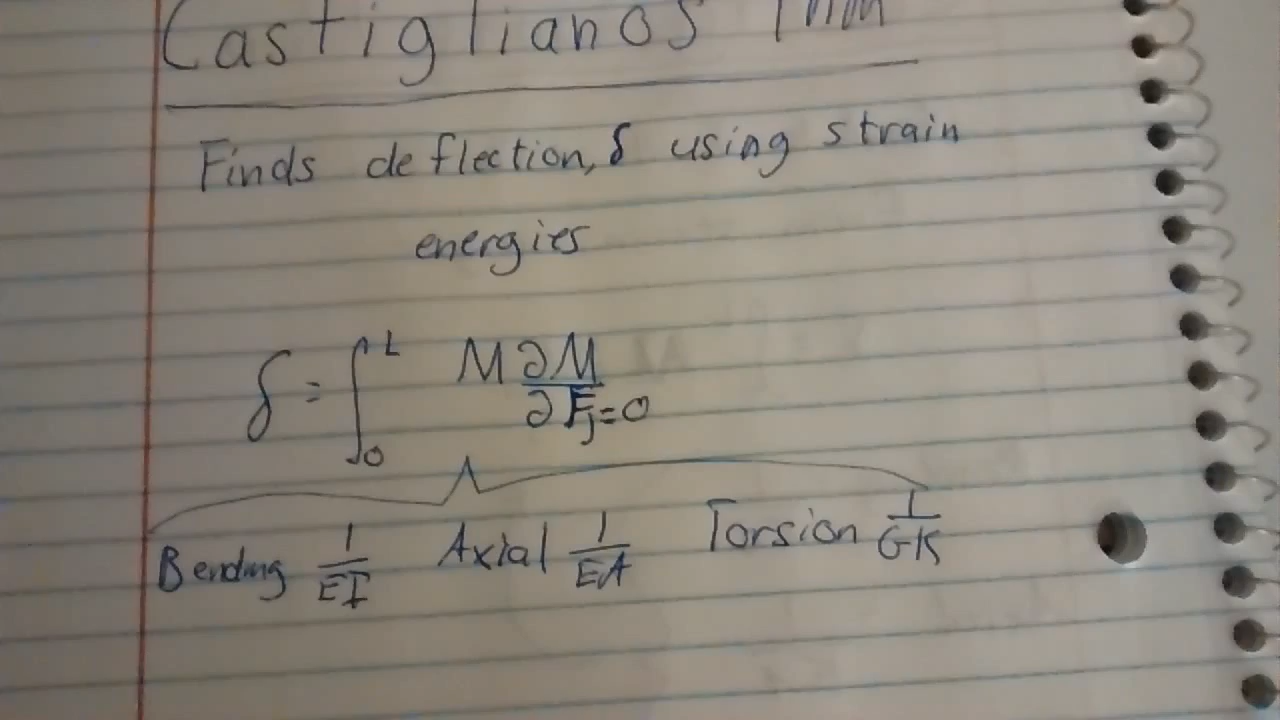 Castiglianos Thm
Finds deflection, δ using strain
energies
δ = ∫₀ᴸ M ∂M/∂Fj=0
Bending 1/EI Axial 1/EA Torsion 1/GK